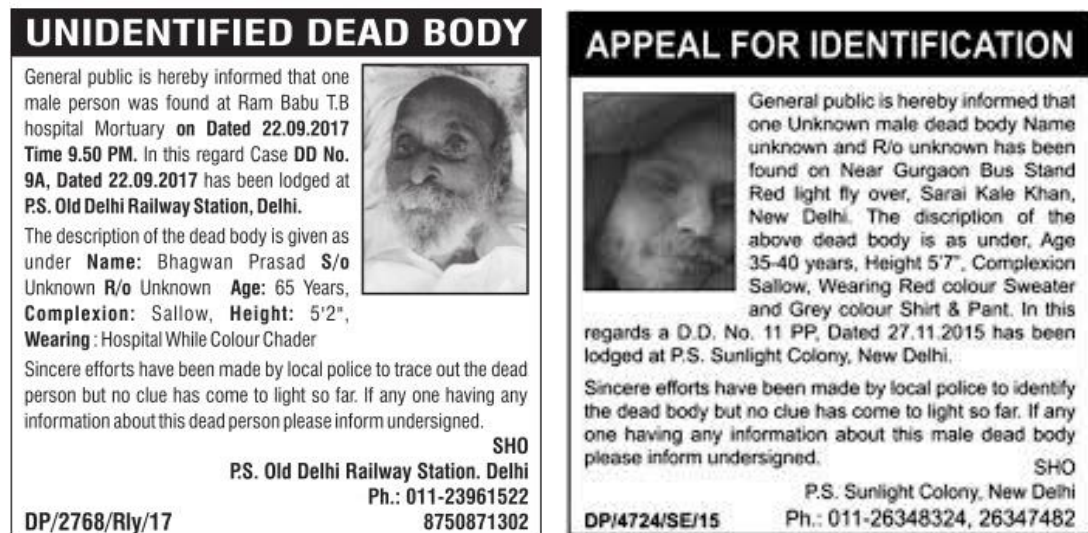 UNIDENTIFIED DEAD BODY
General public is hereby informed that one
male person was found at Ram Babu T.B
hospital Mortuary on Dated 22.09.2017
Time 9.50 PM. In this regard Case DD No.
9A, Dated 22.09.2017 has been lodged at
P.S. Old Delhi Railway Station, Delhi.
The description of the dead body is given as
under Name: Bhagwan Prasad S/o
Unknown R/o Unknown Age: 65 Years,
Complexion: Sallow, Height: 5'2",
Wearing : Hospital While Colour Chader
Sincere efforts have been made by local police to trace out the dead
person but no clue has come to light so far. If any one having any
information about this dead person please inform undersigned.
SHO
P.S. Old Delhi Railway Station. Delhi
Ph.: 011-23961522
DP/2768/Rly/17 8750871302
APPEAL FOR IDENTIFICATION
General public is hereby informed that
one Unknown male dead body Name
unknown and R/o unknown has been
found on Near Gurgaon Bus Stand
Red light fly over, Sarai Kale Khan,
New Delhi. The discription of the
above dead body is as under, Age
35-40 years, Height 5'7", Complexion
Sallow, Wearing Red colour Sweater
and Grey colour Shirt & Pant. In this
regards a D.D. No. 11 PP, Dated 27.11.2015 has been
lodged at P.S. Sunlight Colony, New Delhi.
Sincere efforts have been made by local police to identify
the dead body but no clue has come to light so far. If any
one having any information about this male dead body
please inform undersigned.
SHO
P.S. Sunlight Colony, New Delhi
DP/4724/SE/15 Ph.: 011-26348324, 26347482